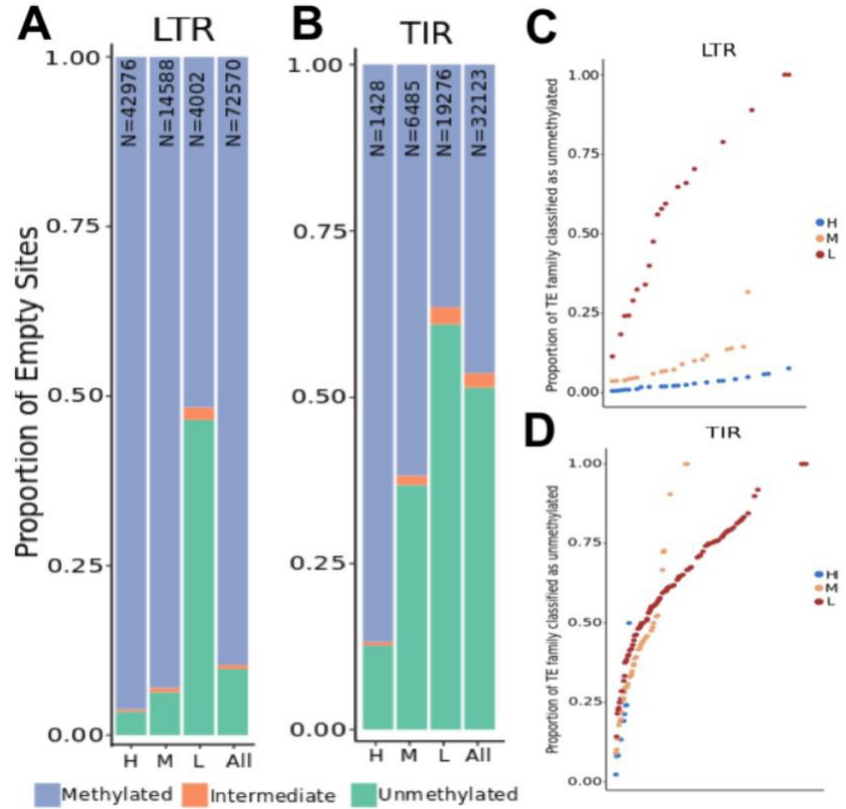 A
LTR
Proportion of Empty Sites
1.00
0.75
0.50
0.25
0.00
N=42976
N=14588
N=4002
N=72570
H M L All
B
TIR
1.00
0.75
0.50
0.25
0.00
N=1428
N=6485
N=19276
N=32123
H M L All
Methylated Intermediate Unmethylated
C
LTR
Proportion of TE family classified as unmethylated
1.00
0.75
0.50
0.25
0.00
H
M
L
D
TIR
Proportion of TE family classified as unmethylated
1.00
0.75
0.50
0.25
0.00
H
M
L